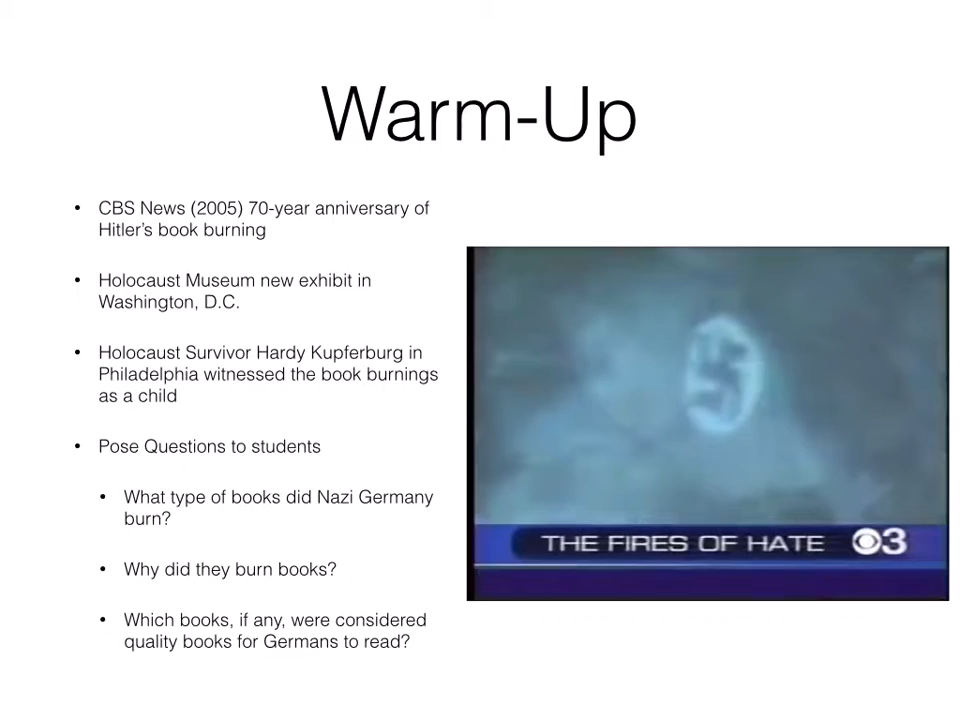 Warm-Up
• CBS News (2005) 70-year anniversary of
Hitler’s book burning
• Holocaust Museum new exhibit in
Washington, D.C.
• Holocaust Survivor Hardy Kupferburg in
Philadelphia witnessed the book burnings
as a child
• Pose Questions to students
• What type of books did Nazi Germany
burn?
• Why did they burn books?
• Which books, if any, were considered
quality books for Germans to read?
THE FIRES OF HATE 3